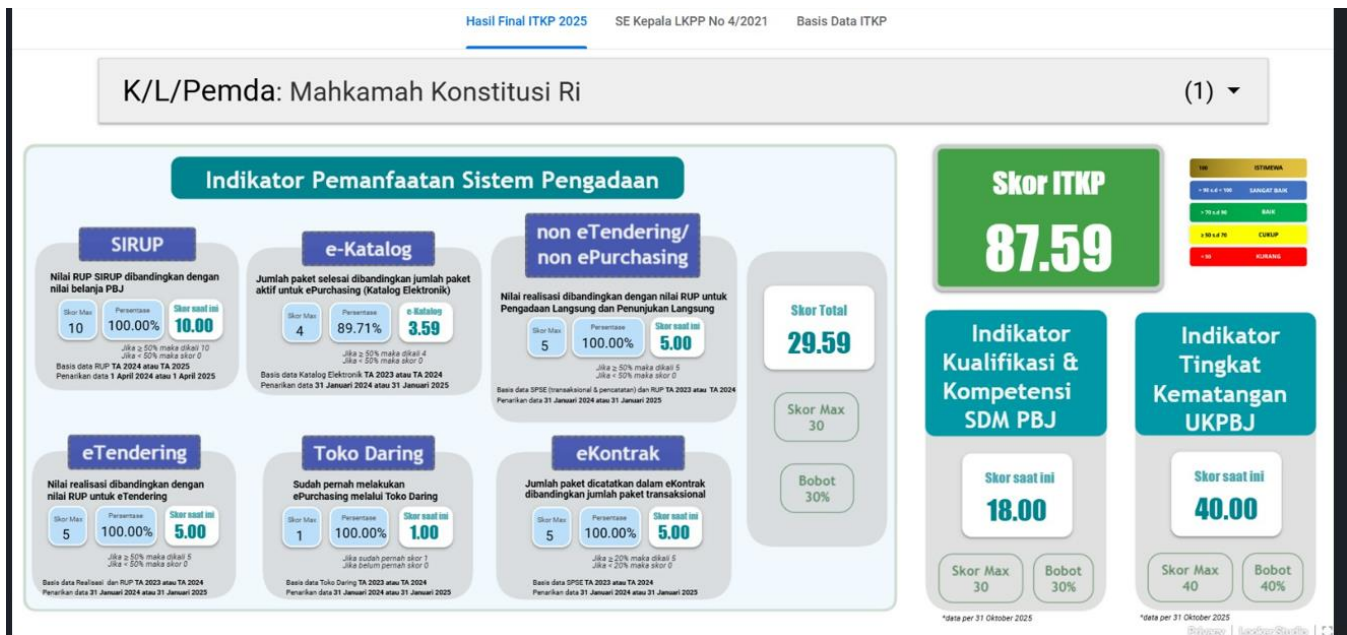 Hasil Final ITKP 2025
SE Kepala LKPP No 4/2021
Basis Data ITKP
K/L/Pemda: Mahkamah Konstitusi Ri
(1)
Indikator Pemanfaatan Sistem Pengadaan
SIRUP
Nilai RUP SIRUP dibandingkan dengan
nilai belanja PBJ
Skor Max
10
Persentase
100.00%
Skor saat ini
10.00
Jika ≥ 50% maka dikali 10
Jika < 50% maka skor 0
Basis data RUP TA 2024 atau TA 2025
Penarikan data 1 April 2024 atau 1 April 2025
e-Katalog
Jumlah paket selesai dibandingkan jumlah paket
aktif untuk ePurchasing (Katalog Elektronik)
Skor Max
4
Persentase
89.71%
e-Katalog
3.59
Jika ≥ 50% maka dikali 4
Jika < 50% maka skor 0
Basis data Katalog Elektronik TA 2023 atau TA 2024
Penarikan data 31 Januari 2024 atau 31 Januari 2025
non eTendering/
non ePurchasing
Nilai realisasi dibandingkan dengan nilai RUP untuk
Pengadaan Langsung dan Penunjukan Langsung
Skor Max
5
Persentase
100.00%
Skor saat ini
5.00
Jika ≥ 50% maka dikali 5
Jika < 50% maka skor 0
Basis data SPSE (transaksional & pencatatan) dan RUP TA 2023 atau TA 2024
Penarikan data 31 Januari 2024 atau 31 Januari 2025
eTendering
Nilai realisasi dibandingkan dengan
nilai RUP untuk eTendering
Skor Max
5
Persentase
100.00%
Skor saat ini
5.00
Jika ≥ 50% maka dikali 5
Jika < 50% maka skor 0
Basis data Realisasi dan RUP TA 2023 atau TA 2024
Penarikan data 31 Januari 2024 atau 31 Januari 2025
Toko Daring
Sudah pernah melakukan
ePurchasing melalui Toko Daring
Skor Max
1
Persentase
100.00%
Skor saat ini
1.00
Jika sudah pernah skor 1
Jika belum pernah skor 0
Basis data Toko Daring TA 2023 atau TA 2024
Penarikan data 31 Januari 2024 atau 31 Januari 2025
eKontrak
Jumlah paket dicatatkan dalam eKontrak
dibandingkan jumlah paket transaksional
Skor Max
5
Persentase
100.00%
Skor saat ini
5.00
Jika ≥ 20% maka dikali 5
Jika < 20% maka skor 0
Basis data SPSE TA 2023 atau TA 2024
Penarikan data 31 Januari 2024 atau 31 Januari 2025
Skor Total
29.59
Skor Max
30
Bobot
30%
Skor ITKP
87.59
100 ISTIMEWA
> 90 s.d < 100 SANGAT BAIK
> 70 s.d 90 BAIK
≥ 50 s.d 70 CUKUP
< 50 KURANG
Indikator
Kualifikasi &
Kompetensi
SDM PBJ
Skor saat ini
18.00
Skor Max
30
Bobot
30%
*data per 31 Oktober 2025
Indikator
Tingkat
Kematangan
UKPBJ
Skor saat ini
40.00
Skor Max
40
Bobot
40%
*data per 31 Oktober 2025